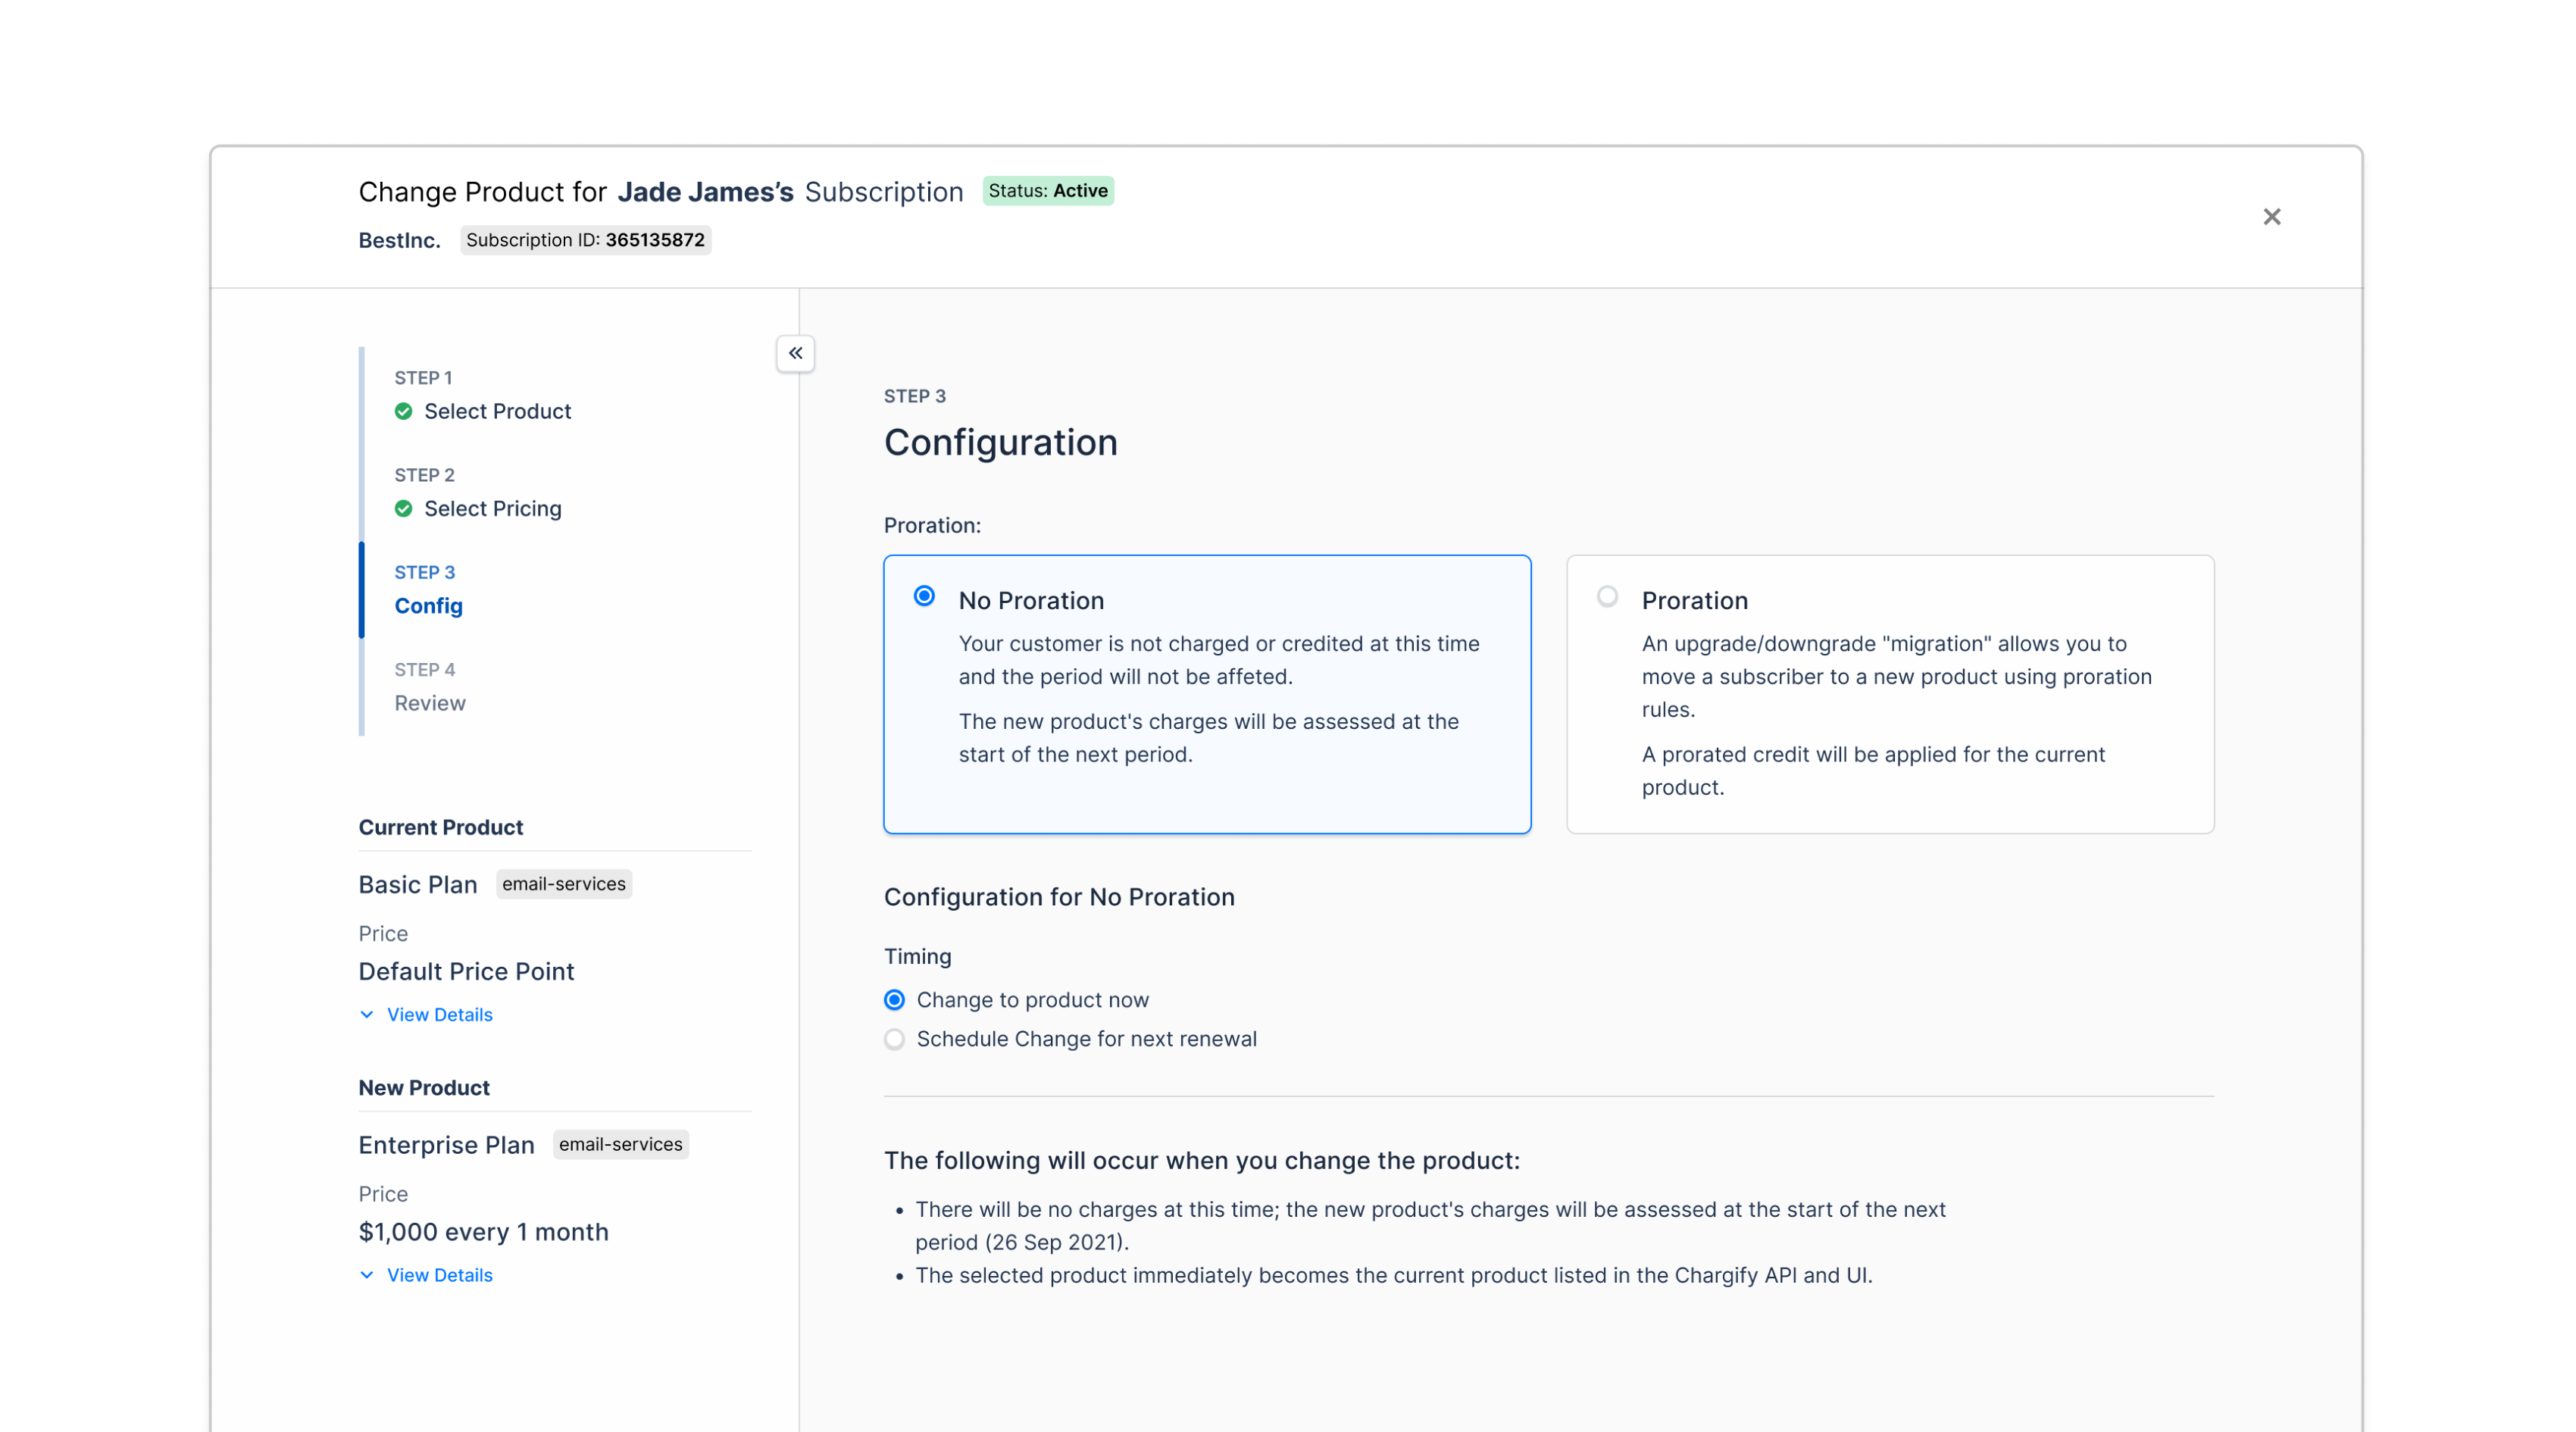 Change Product for Jade James’s Subscription Status: Active
BestInc. Subscription ID: 365135872
STEP 1
Select Product
STEP 2
Select Pricing
STEP 3
Config
STEP 4
Review
Current Product
Basic Plan email-services
Price
Default Price Point
View Details
New Product
Enterprise Plan email-services
Price
$1,000 every 1 month
View Details
STEP 3
Configuration
Proration:
No Proration
Your customer is not charged or credited at this time
and the period will not be affeted.
The new product's charges will be assessed at the
start of the next period.
Proration
An upgrade/downgrade "migration" allows you to
move a subscriber to a new product using proration
rules.
A prorated credit will be applied for the current
product.
Configuration for No Proration
Timing
Change to product now
Schedule Change for next renewal
The following will occur when you change the product:
• There will be no charges at this time; the new product's charges will be assessed at the start of the next
period (26 Sep 2021).
• The selected product immediately becomes the current product listed in the Chargify API and UI.